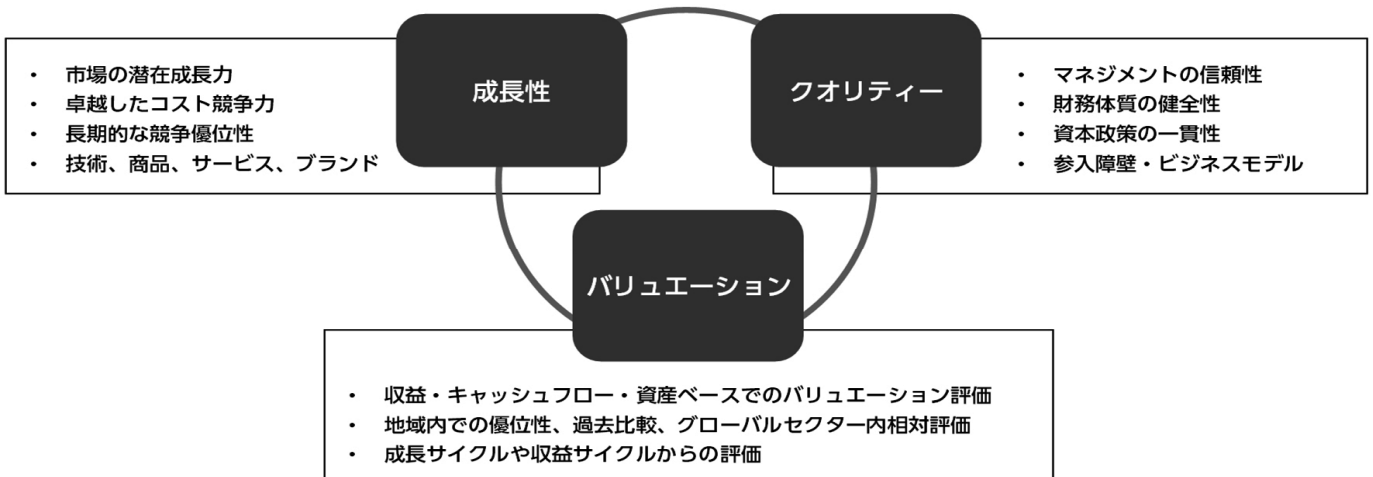 成長性
・ 市場の潜在成長力
・ 卓越したコスト競争力
・ 長期的な競争優位性
・ 技術、商品、サービス、ブランド
クオリティー
・ マネジメントの信頼性
・ 財務体質の健全性
・ 資本政策の一貫性
・ 参入障壁・ビジネスモデル
バリュエーション
・ 収益・キャッシュフロー・資産ベースでのバリュエーション評価
・ 地域内での優位性、過去比較、グローバルセクター内相対評価
・ 成長サイクルや収益サイクルからの評価